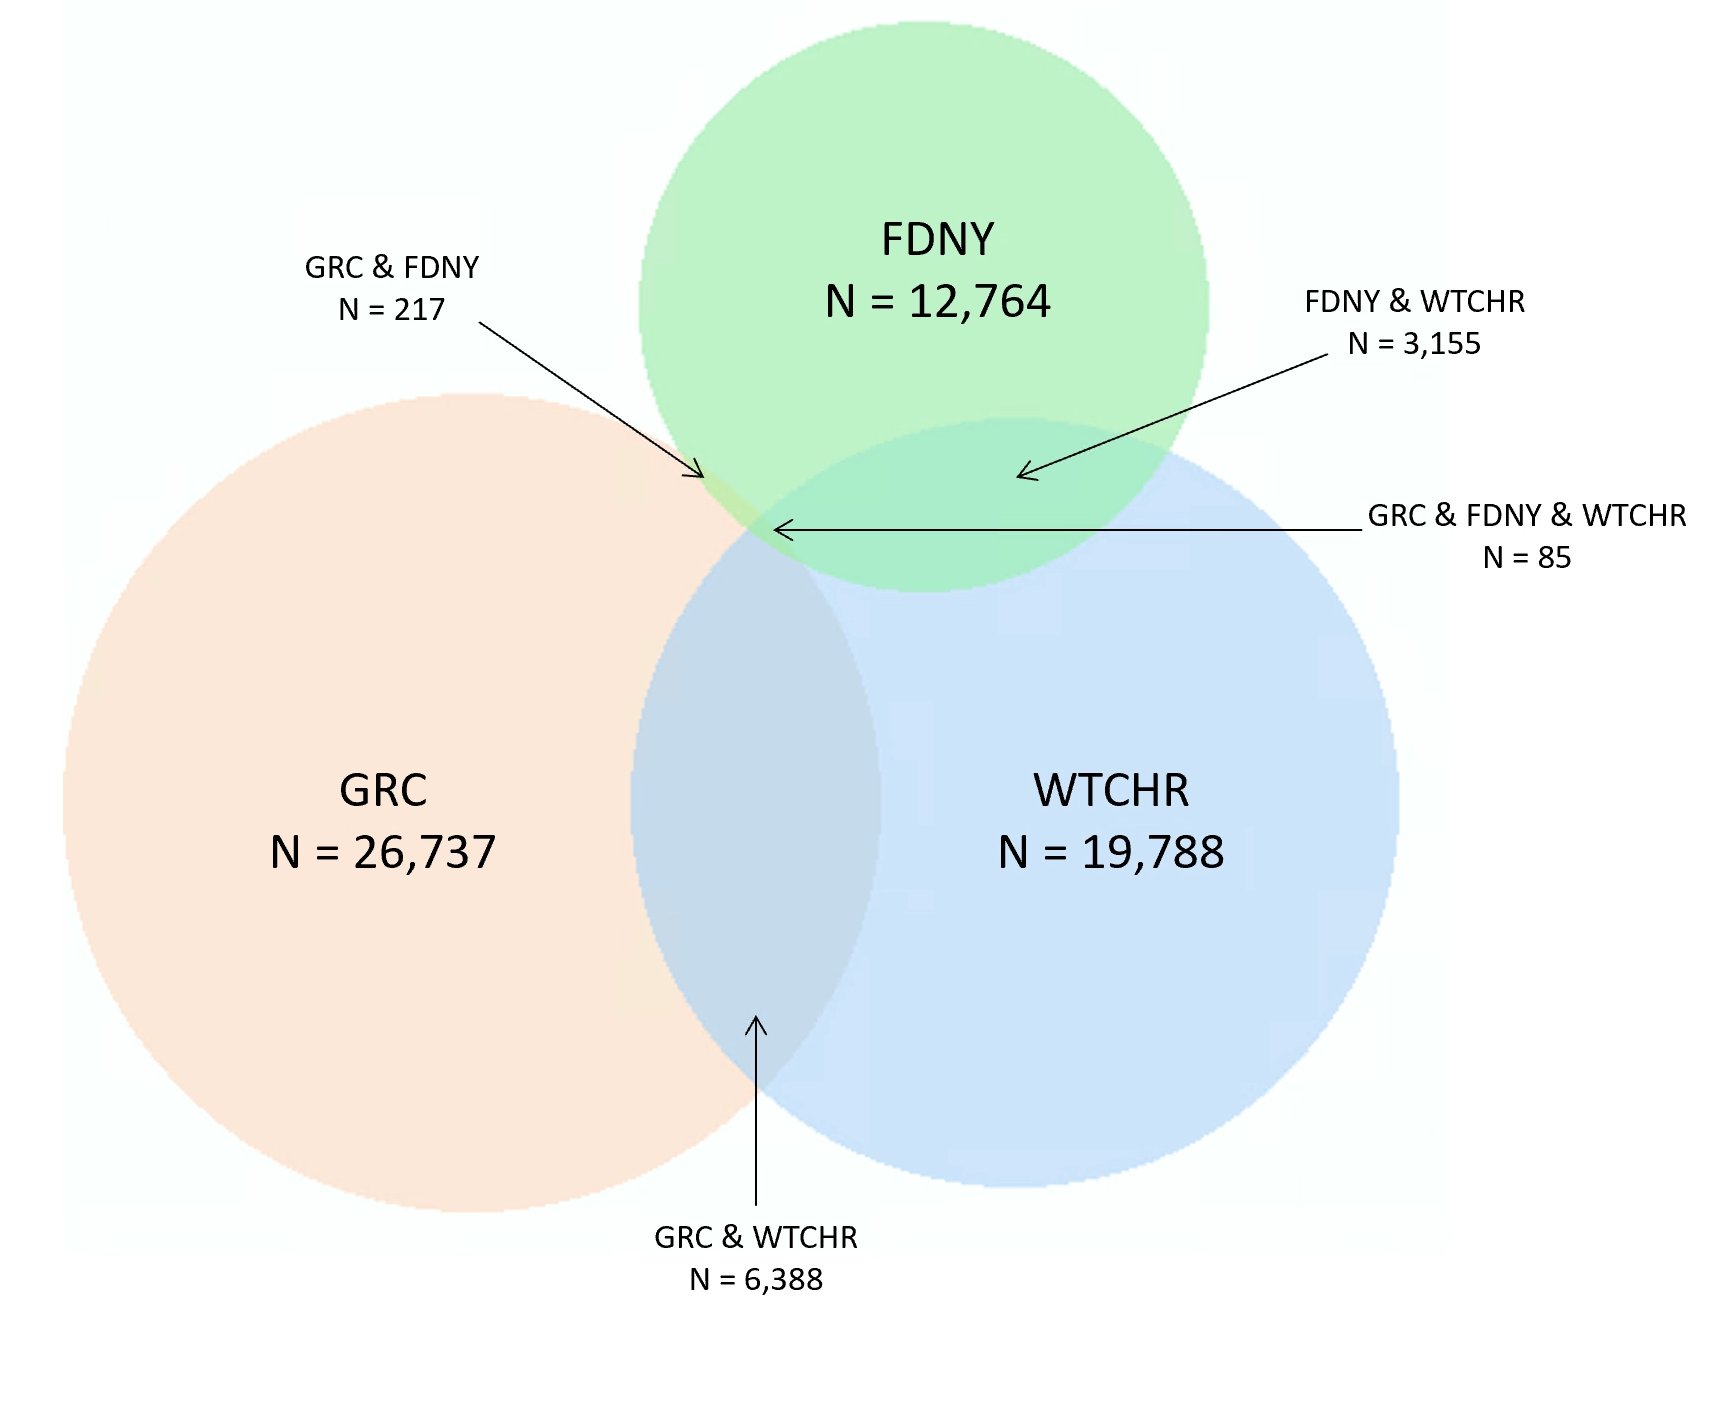 FDNY
N = 12,764
GRC & FDNY
N = 217
FDNY & WTCHR
N = 3,155
GRC & FDNY & WTCHR
N = 85
GRC
N = 26,737
WTCHR
N = 19,788
GRC & WTCHR
N = 6,388